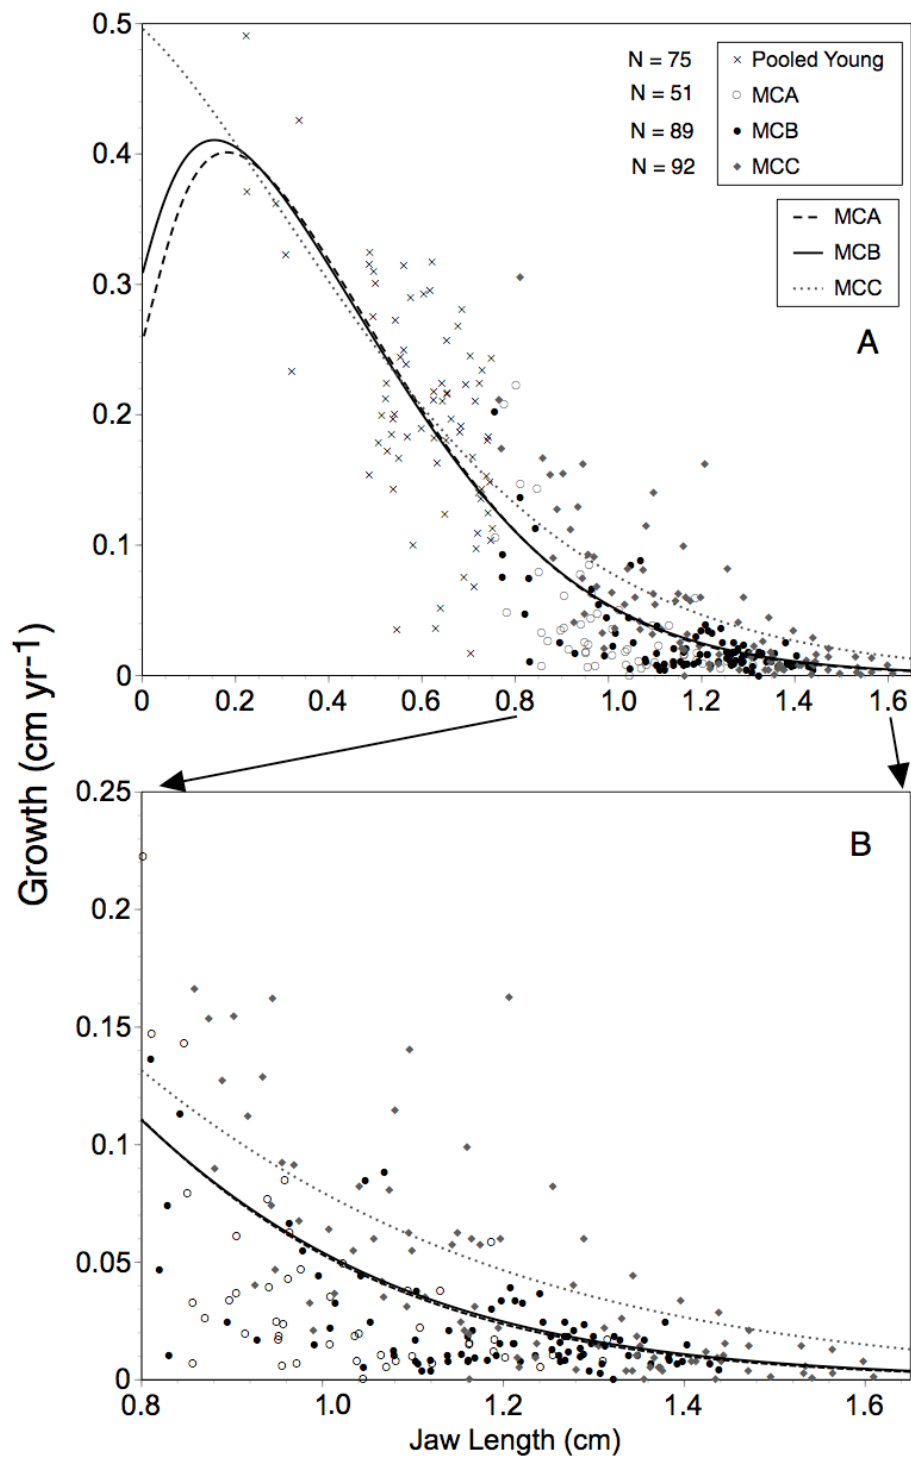 0.5
N = 75 Pooled Young
N = 51 MCA
N = 89 MCB
N = 92 MCC
0.4
MCA
MCB
MCC
0.3
A
0.2
0.1
0
0 0.2 0.4 0.6 0.8 1.0 1.2 1.4 1.6
Growth (cm yr-1)
0.25
B
0.2
0.15
0.1
0.05
0
0.8 1.0 1.2 1.4 1.6
Jaw Length (cm)